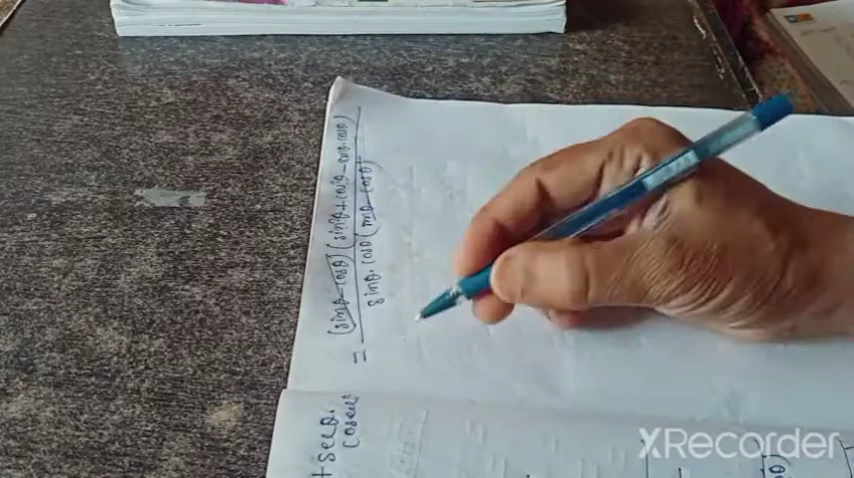 = (sinθ - cosθ)(sin²θ + cos²θ - sinθ.cosθ)
sinθ.cosθ (sinθ - cosθ)
+ secθ.
cosecθ
XRecorder